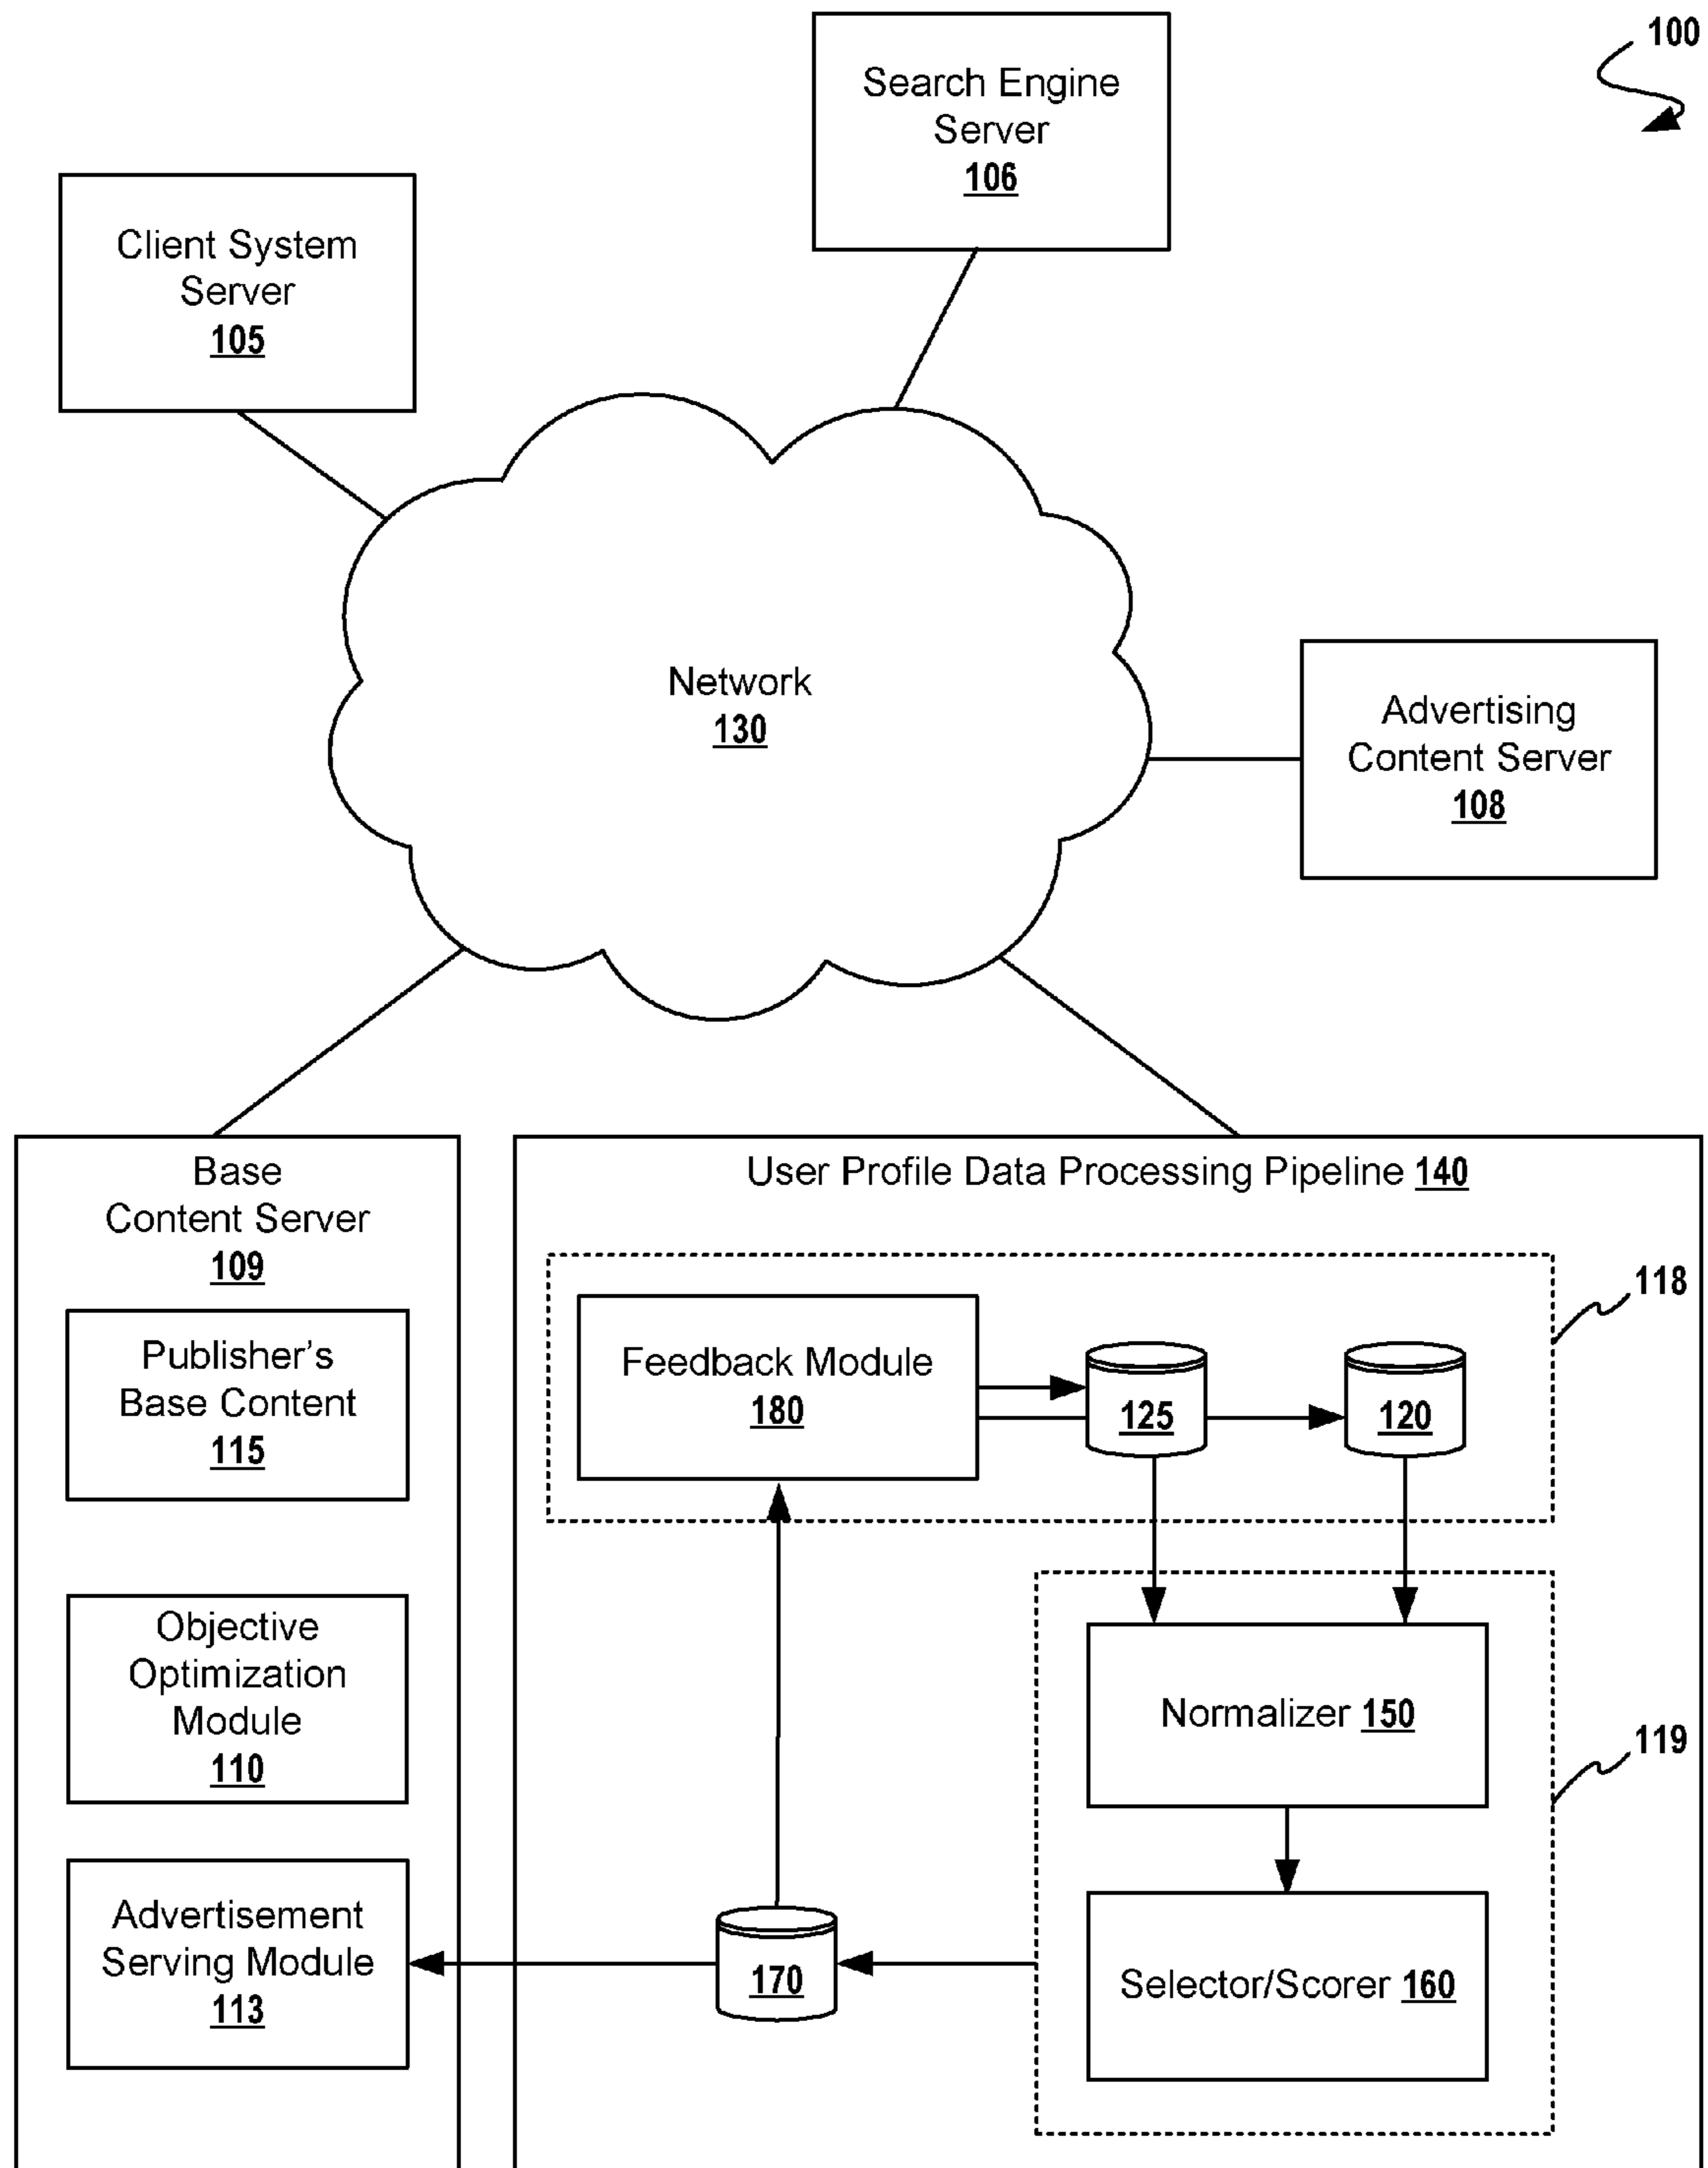 100
Search Engine
Server
106
Client System
Server
105
Network
130
Advertising
Content Server
108
Base
Content Server
109
Publisher's
Base Content
115
Objective
Optimization
Module
110
Advertisement
Serving Module
113
User Profile Data Processing Pipeline 140
118
Feedback Module
180
125
120
119
Normalizer 150
Selector/Scorer 160
170